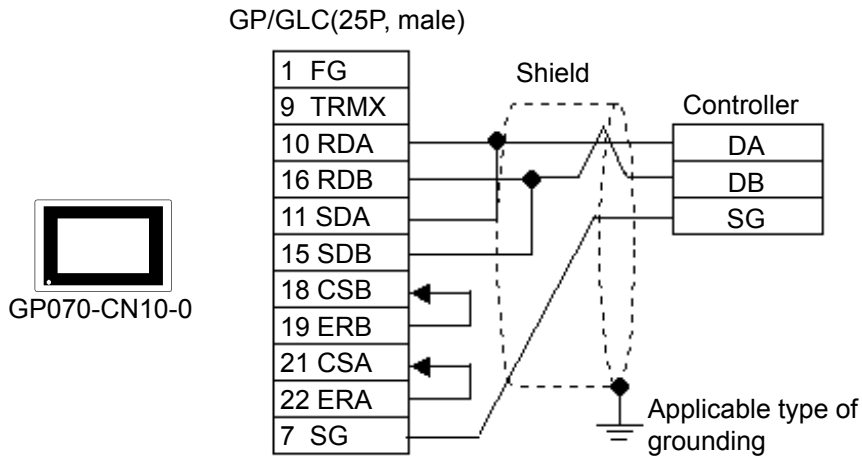 GP/GLC(25P, male)
1 FG
9 TRMX
10 RDA
16 RDB
11 SDA
15 SDB
18 CSB
19 ERB
21 CSA
22 ERA
7 SG
Shield
Controller
DA
DB
SG
GP070-CN10-0
Applicable type of
grounding